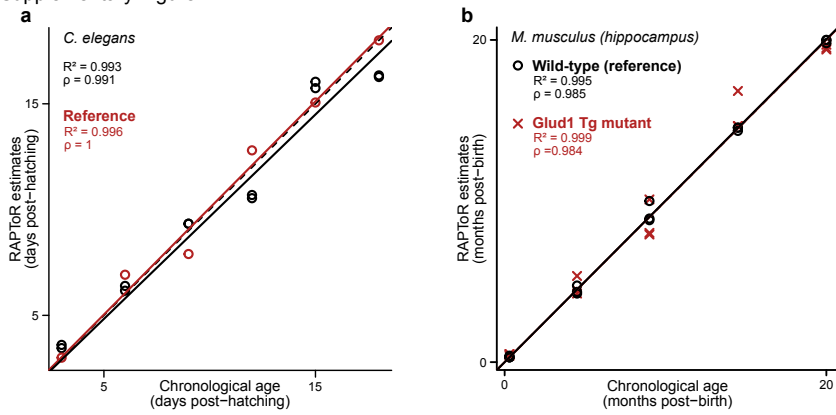 a
C. elegans
R² = 0.993
ρ = 0.991
Reference
R² = 0.996
ρ = 1
15
5
RAPToR estimates
(days post−hatching)
5
15
Chronological age
(days post−hatching)
b
M. musculus (hippocampus)
Wild−type (reference)
R² = 0.995
ρ = 0.985
Glud1 Tg mutant
R² = 0.999
ρ =0.984
20
0
RAPToR estimates
(months post−birth)
0
20
Chronological age
(months post−birth)